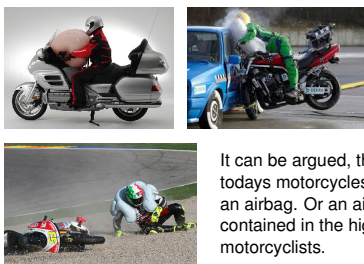 It can be argued, th
todays motorcycles
an airbag. Or an ai
contained in the hig
motorcyclists.